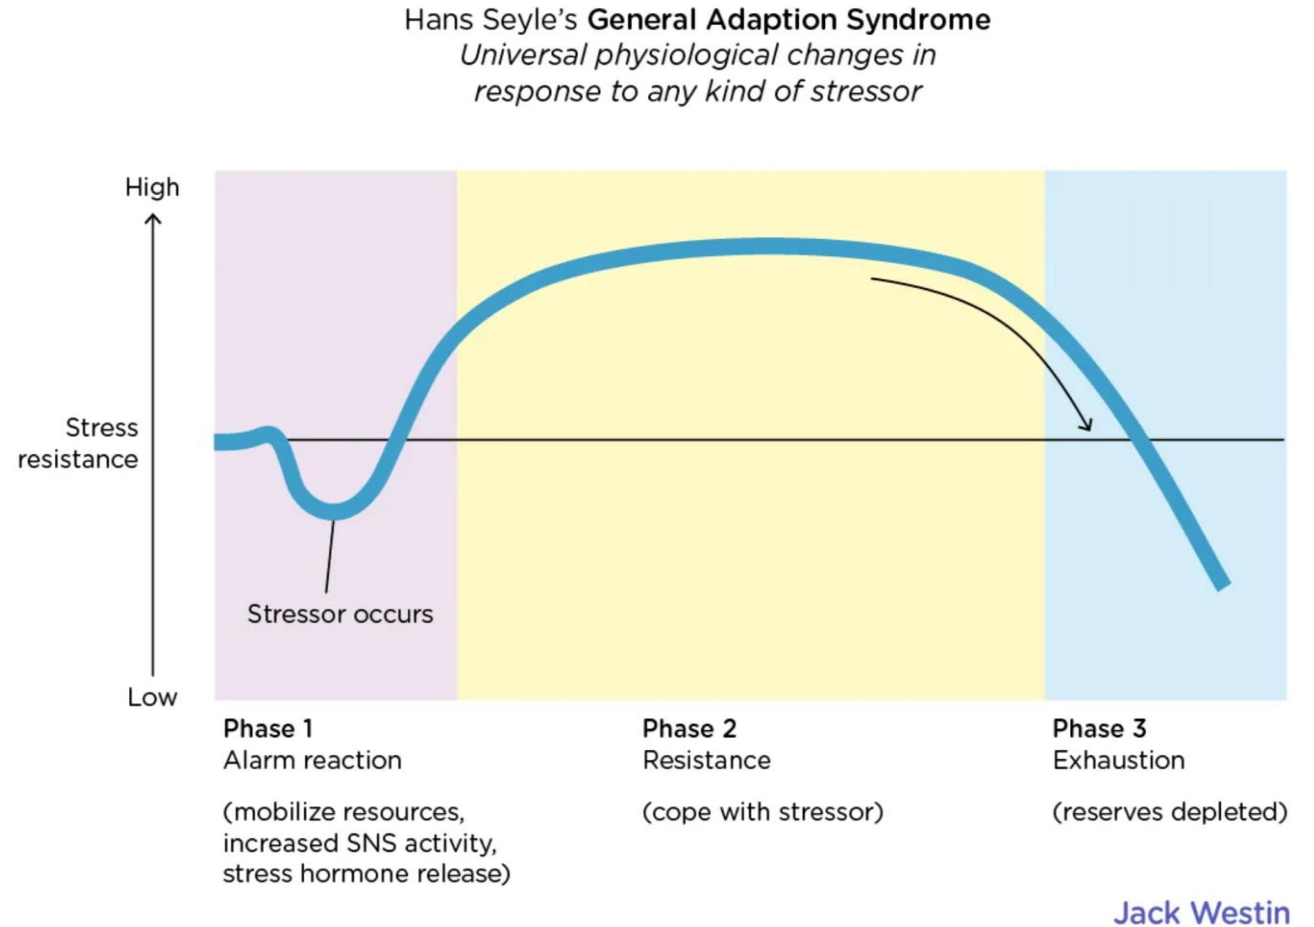 Hans Seyle’s General Adaption Syndrome
Universal physiological changes in
response to any kind of stressor
High
Stress
resistance
Stressor occurs
Low
Phase 1
Alarm reaction
(mobilize resources,
increased SNS activity,
stress hormone release)
Phase 2
Resistance
(cope with stressor)
Phase 3
Exhaustion
(reserves depleted)
Jack Westin